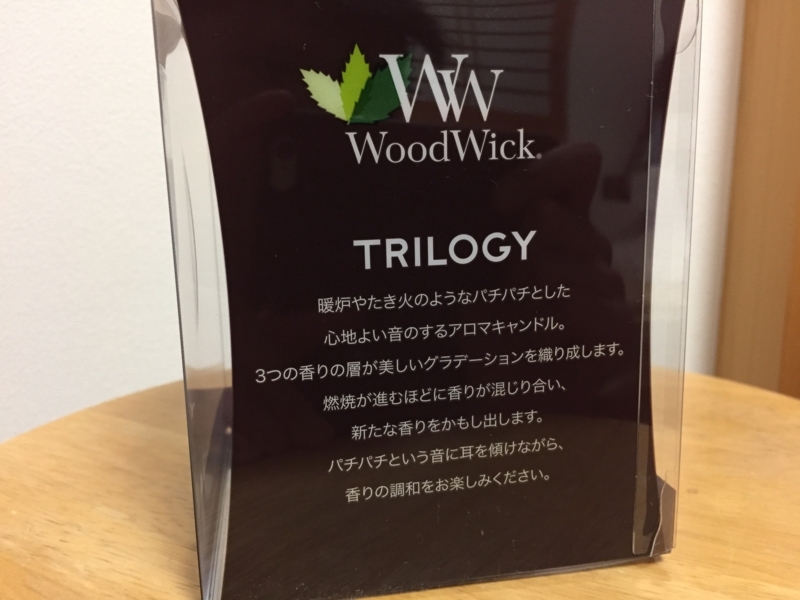 WW
WoodWick®
TRILOGY
暖炉やたき火のようなパチパチとした
心地よい音のするアロマキャンドル。
3つの香りの層が美しいグラデーションを織り成します。
燃焼が進むほどに香りが混じり合い、
新たな香りをかもし出します。
パチパチという音に耳を傾けながら、
香りの調和をお楽しみください。